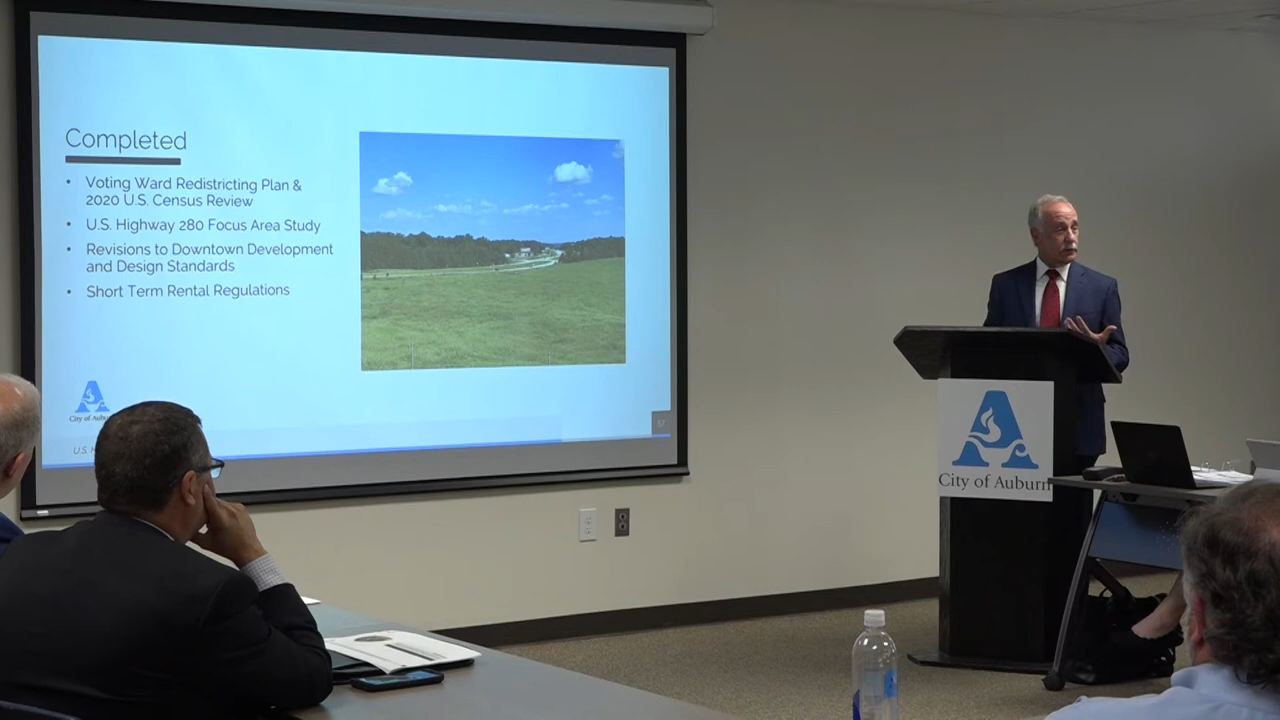 Completed
• Voting Ward Redistricting Plan &
2020 U.S. Census Review
• U.S. Highway 280 Focus Area Study
• Revisions to Downtown Development
and Design Standards
• Short Term Rental Regulations
57
City of Auburn